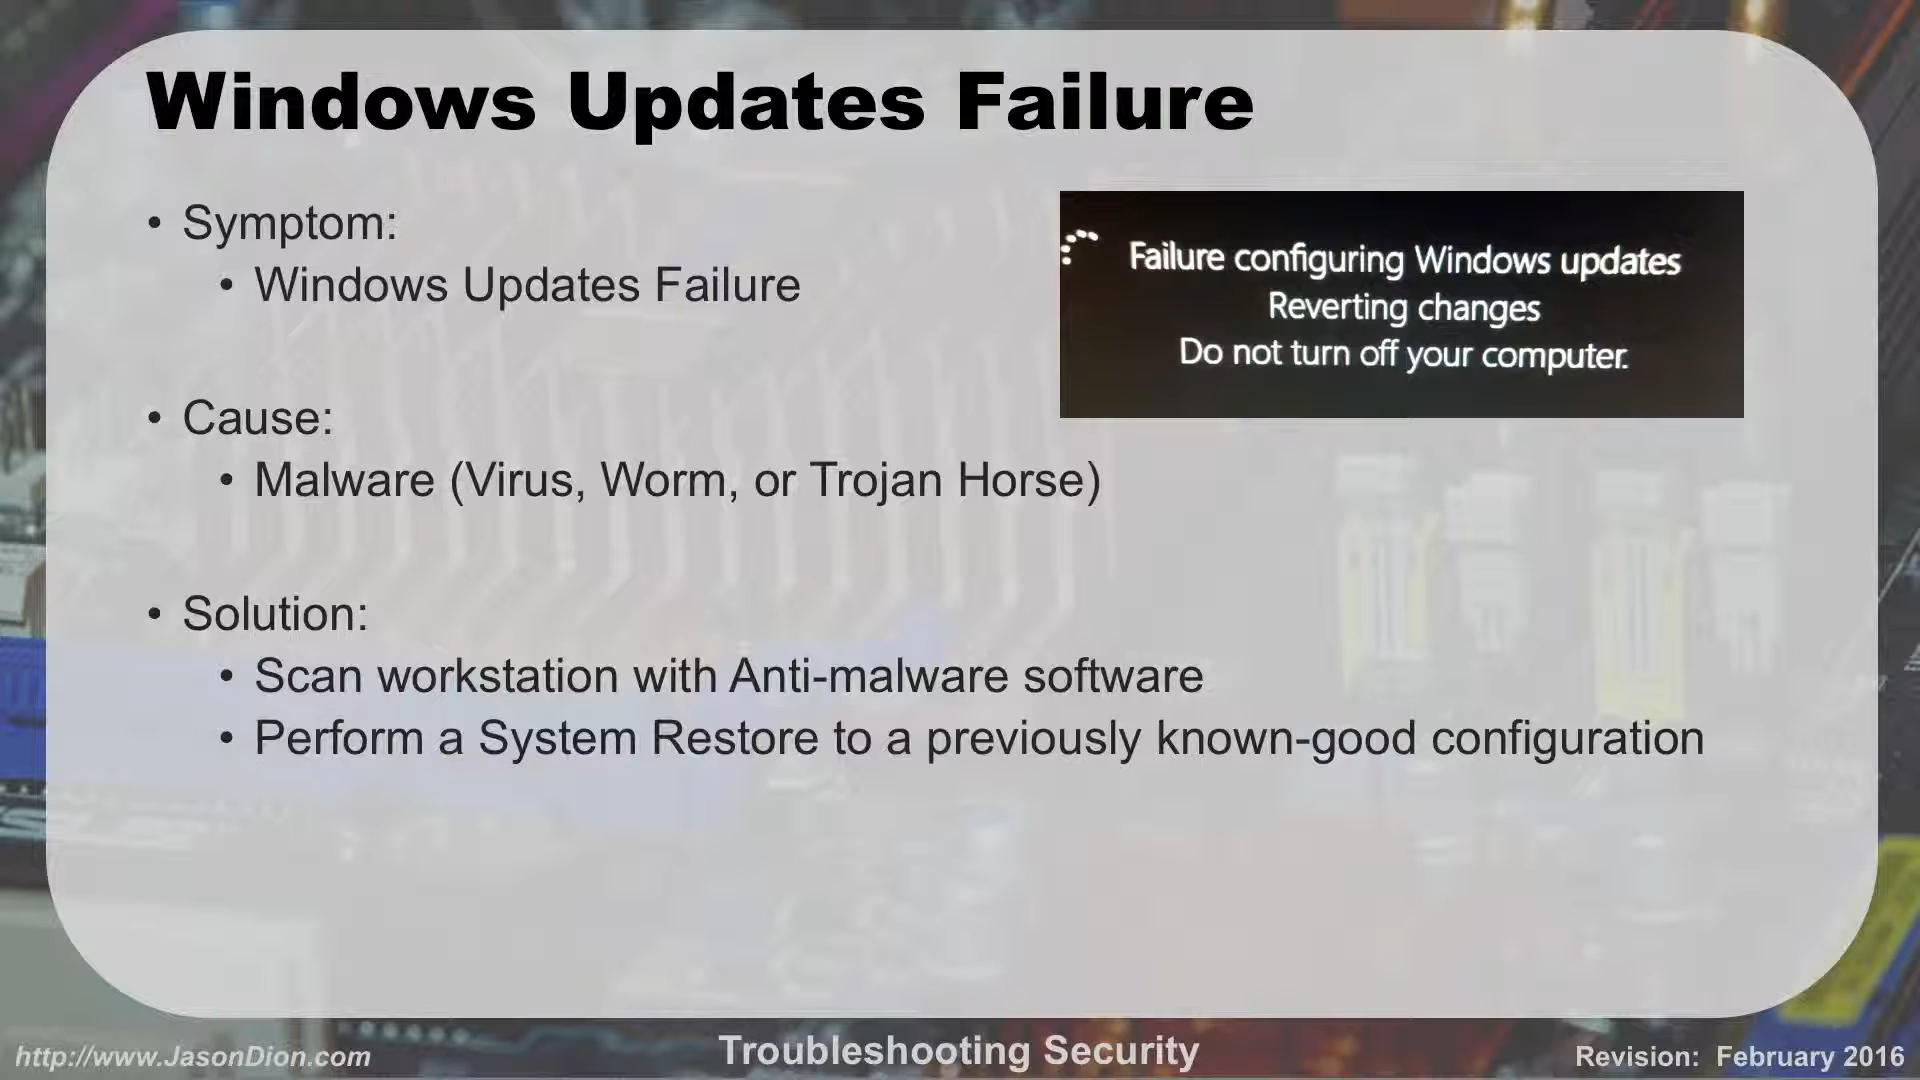 Windows Updates Failure
• Symptom:
• Windows Updates Failure
Failure configuring Windows updates
Reverting changes
Do not turn off your computer.
• Cause:
• Malware (Virus, Worm, or Trojan Horse)
• Solution:
• Scan workstation with Anti-malware software
• Perform a System Restore to a previously known-good configuration
http://www.JasonDion.com
Troubleshooting Security
Revision: February 2016